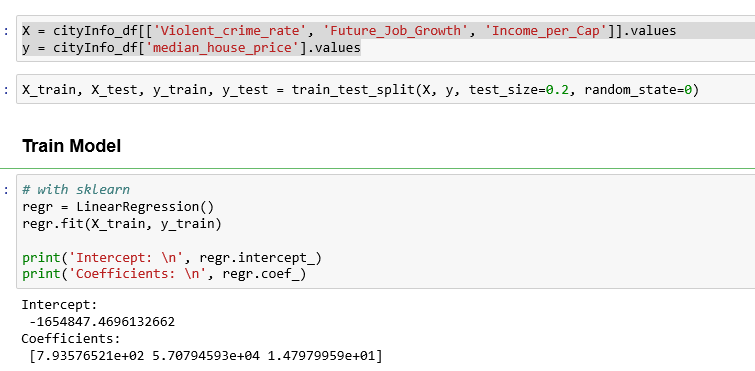 : X = cityInfo_df[['Violent_crime_rate', 'Future_Job_Growth', 'Income_per_Cap']].values
y = cityInfo_df['median_house_price'].values
: X_train, X_test, y_train, y_test = train_test_split(X, y, test_size=0.2, random_state=0)
Train Model
: # with sklearn
regr = LinearRegression()
regr.fit(X_train, y_train)
print('Intercept: \n', regr.intercept_)
print('Coefficients: \n', regr.coef_)
Intercept:
-1654847.4696132662
Coefficients:
[7.93576521e+02 5.70794593e+04 1.47979959e+01]